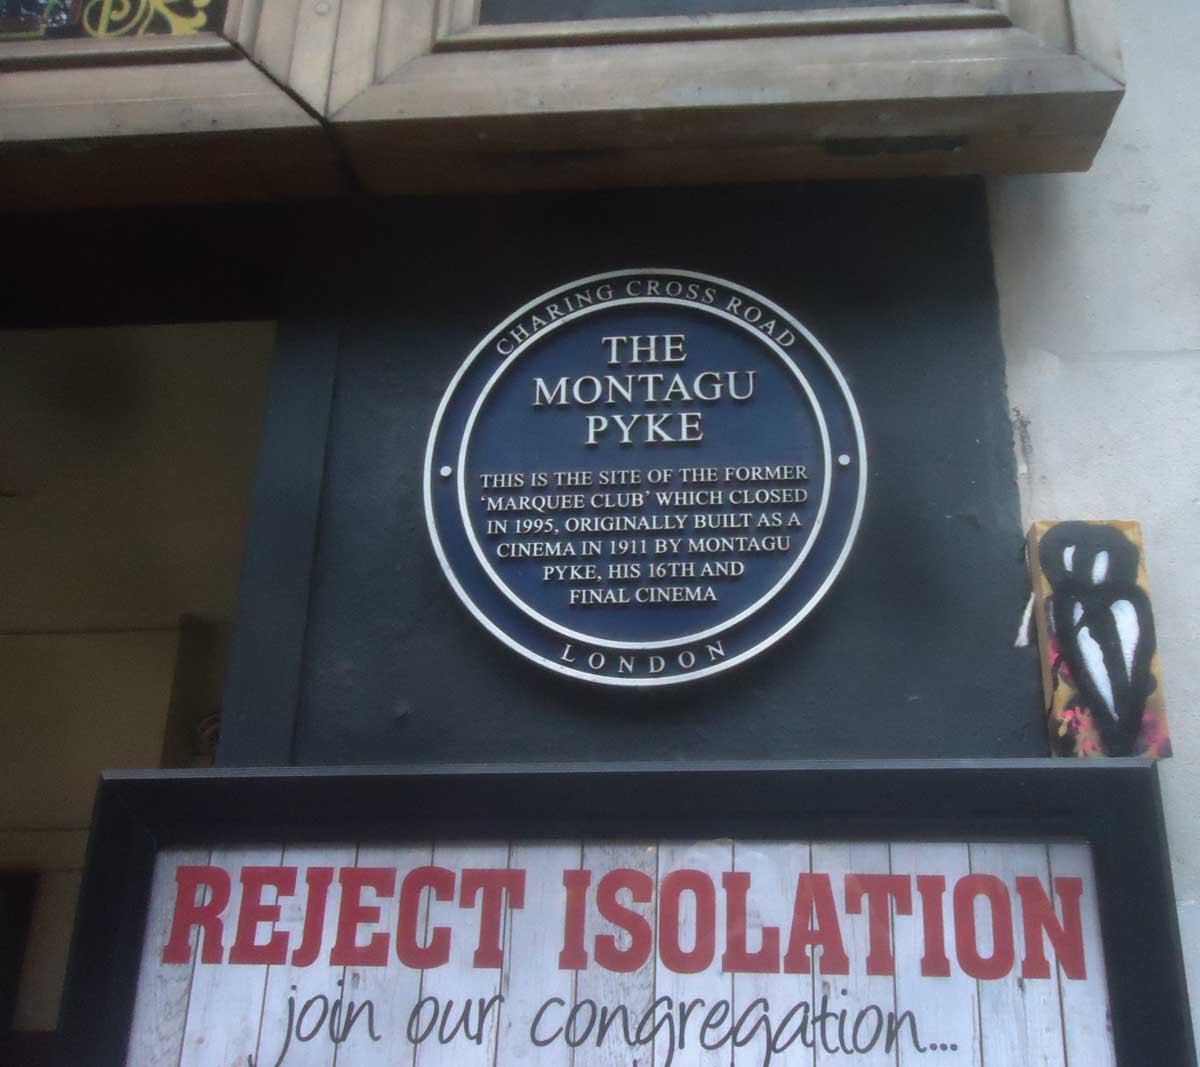 CHARING CROSS ROAD
THE
MONTAGU
PYKE
THIS IS THE SITE OF THE FORMER
‘MARQUEE CLUB’ WHICH CLOSED
IN 1995, ORIGINALLY BUILT AS A
CINEMA IN 1911 BY MONTAGU
PYKE, HIS 16TH AND
FINAL CINEMA
LONDON
REJECT ISOLATION
join our congregation...